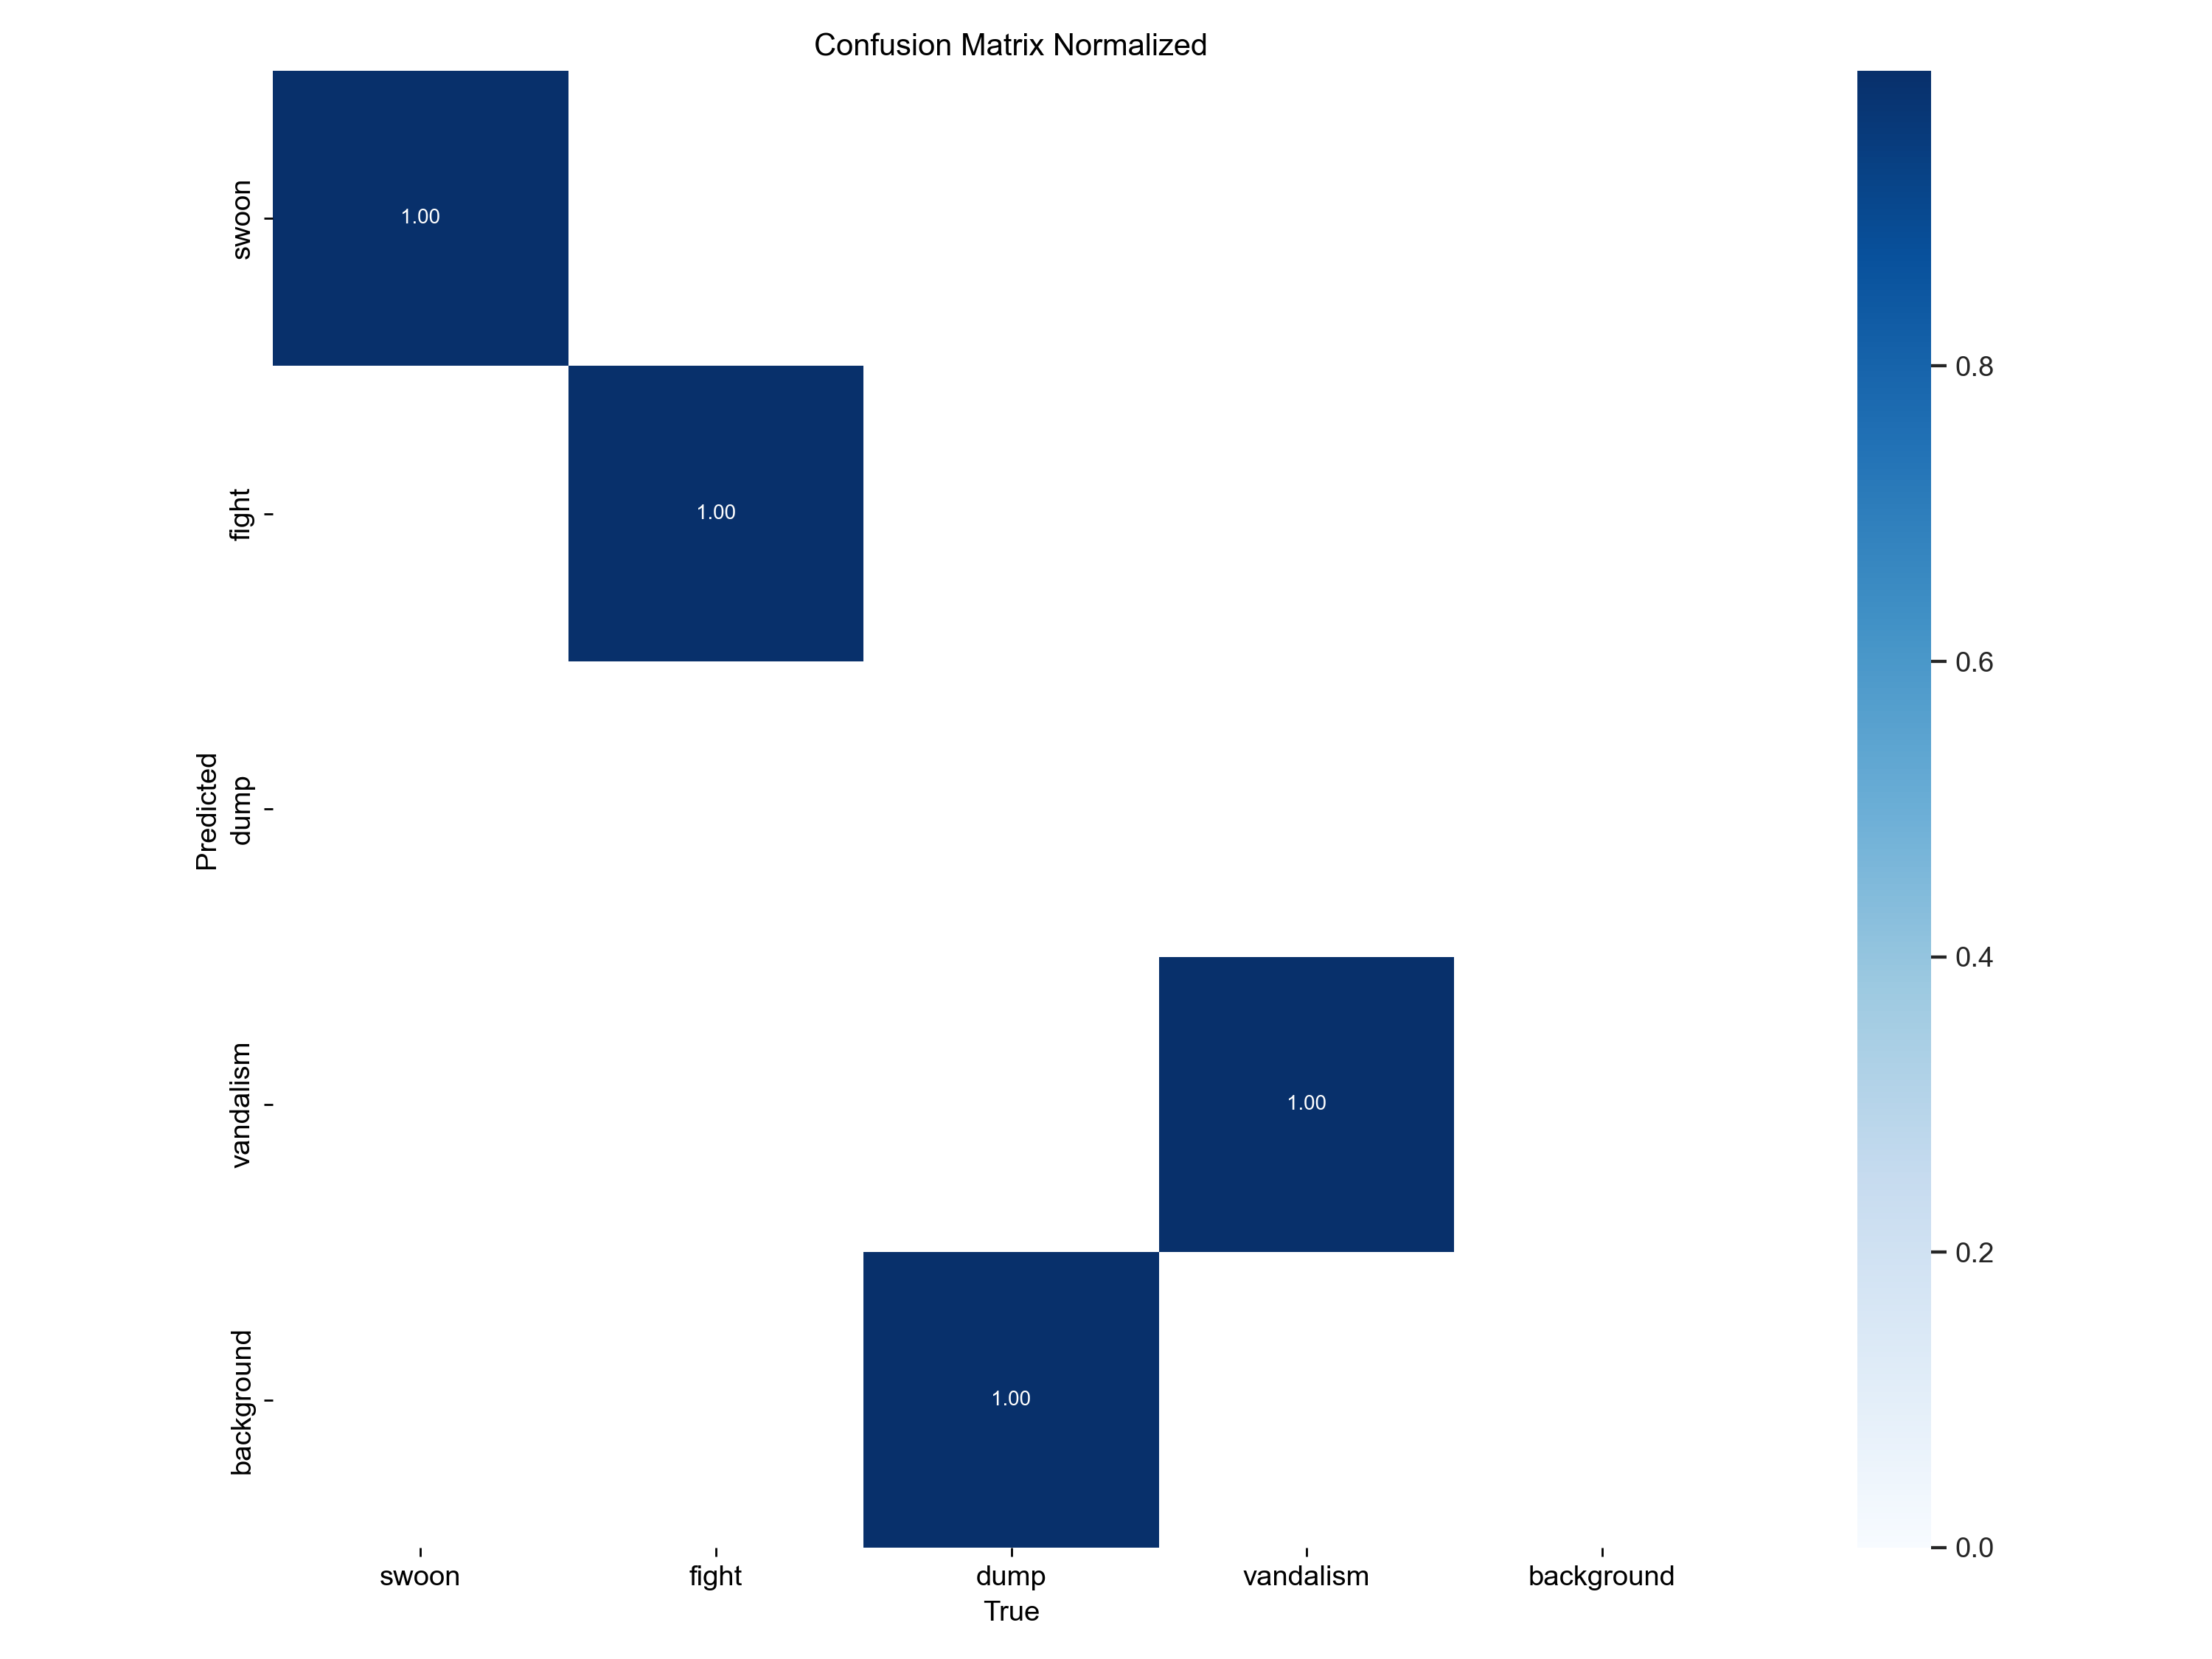 Confusion Matrix Normalized
swoon
1.00
fight
1.00
0.8
0.6
Predicted
dump
0.4
vandalism
1.00
0.2
background
1.00
0.0
swoon fight dump vandalism background
True